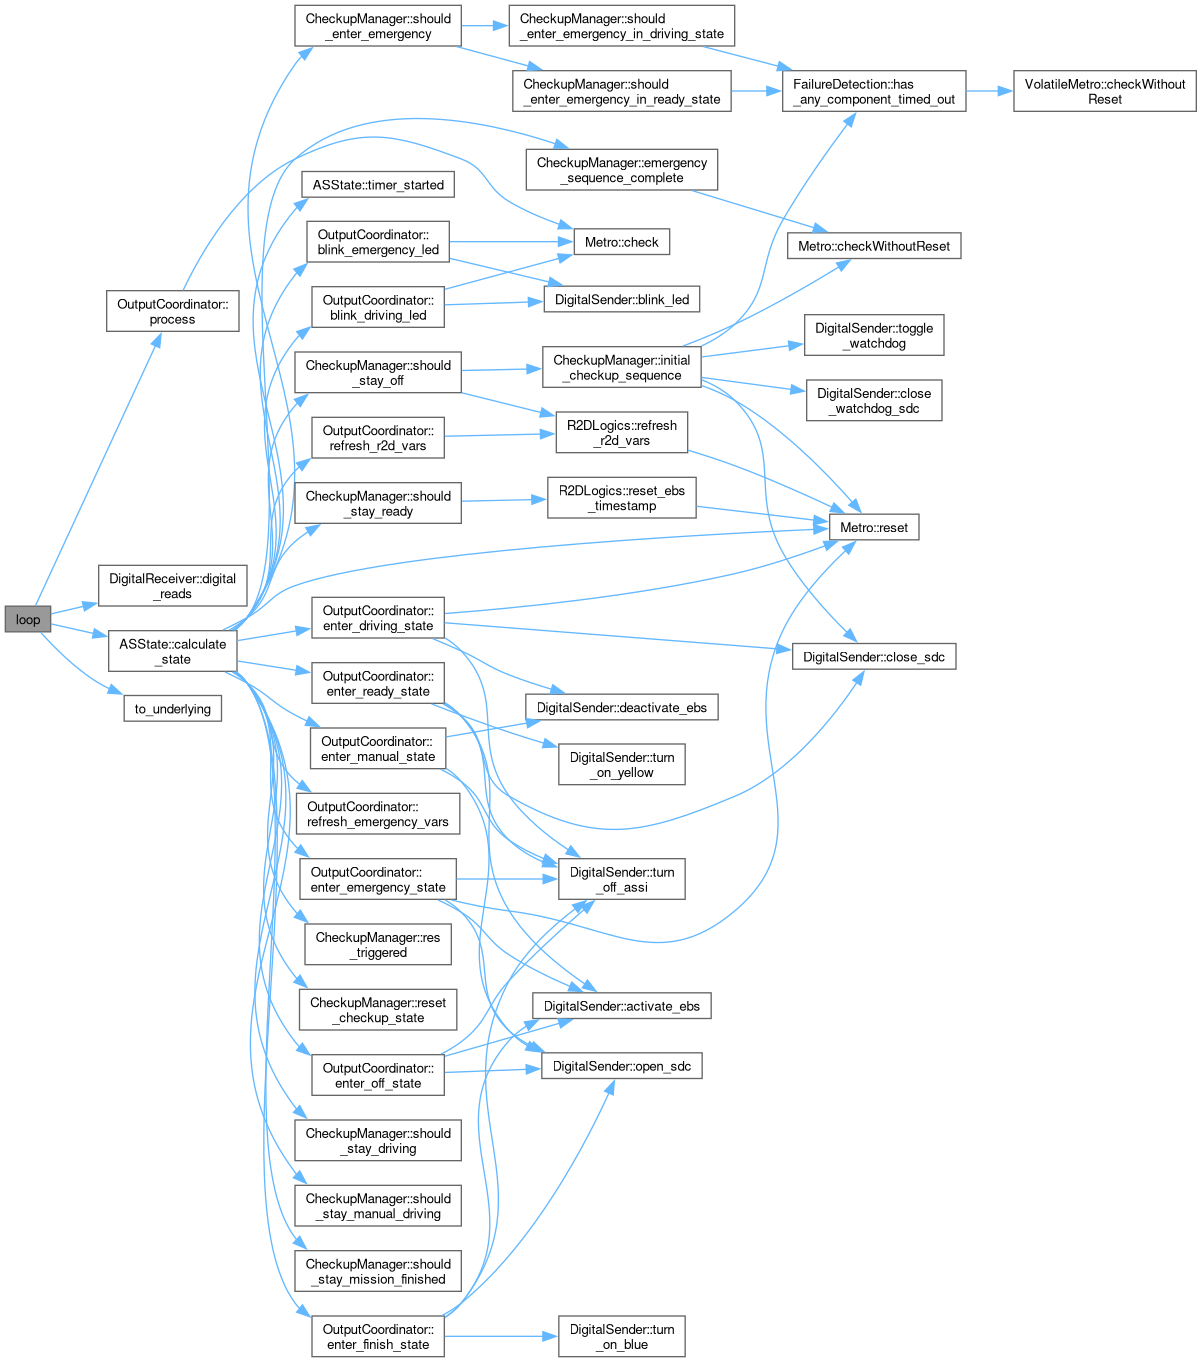 loop
OutputCoordinator::
process
DigitalReceiver::digital
_reads
ASState::calculate
_state
to_underlying
CheckupManager::should
_enter_emergency
ASState::timer_started
OutputCoordinator::
blink_emergency_led
OutputCoordinator::
blink_driving_led
CheckupManager::should
_stay_off
OutputCoordinator::
refresh_r2d_vars
CheckupManager::should
_stay_ready
OutputCoordinator::
enter_driving_state
OutputCoordinator::
enter_ready_state
OutputCoordinator::
enter_manual_state
OutputCoordinator::
refresh_emergency_vars
OutputCoordinator::
enter_emergency_state
CheckupManager::res
_triggered
CheckupManager::reset
_checkup_state
OutputCoordinator::
enter_off_state
CheckupManager::should
_stay_driving
CheckupManager::should
_stay_manual_driving
CheckupManager::should
_stay_mission_finished
OutputCoordinator::
enter_finish_state
CheckupManager::should
_enter_emergency_in_driving_state
CheckupManager::should
_enter_emergency_in_ready_state
CheckupManager::emergency
_sequence_complete
Metro::check
DigitalSender::blink_led
CheckupManager::initial
_checkup_sequence
R2DLogics::refresh
_r2d_vars
R2DLogics::reset_ebs
_timestamp
DigitalSender::deactivate_ebs
DigitalSender::turn
_on_yellow
DigitalSender::turn
_off_assi
DigitalSender::activate_ebs
DigitalSender::open_sdc
DigitalSender::turn
_on_blue
FailureDetection::has
_any_component_timed_out
Metro::checkWithoutReset
DigitalSender::toggle
_watchdog
DigitalSender::close
_watchdog_sdc
Metro::reset
DigitalSender::close_sdc
VolatileMetro::checkWithout
Reset